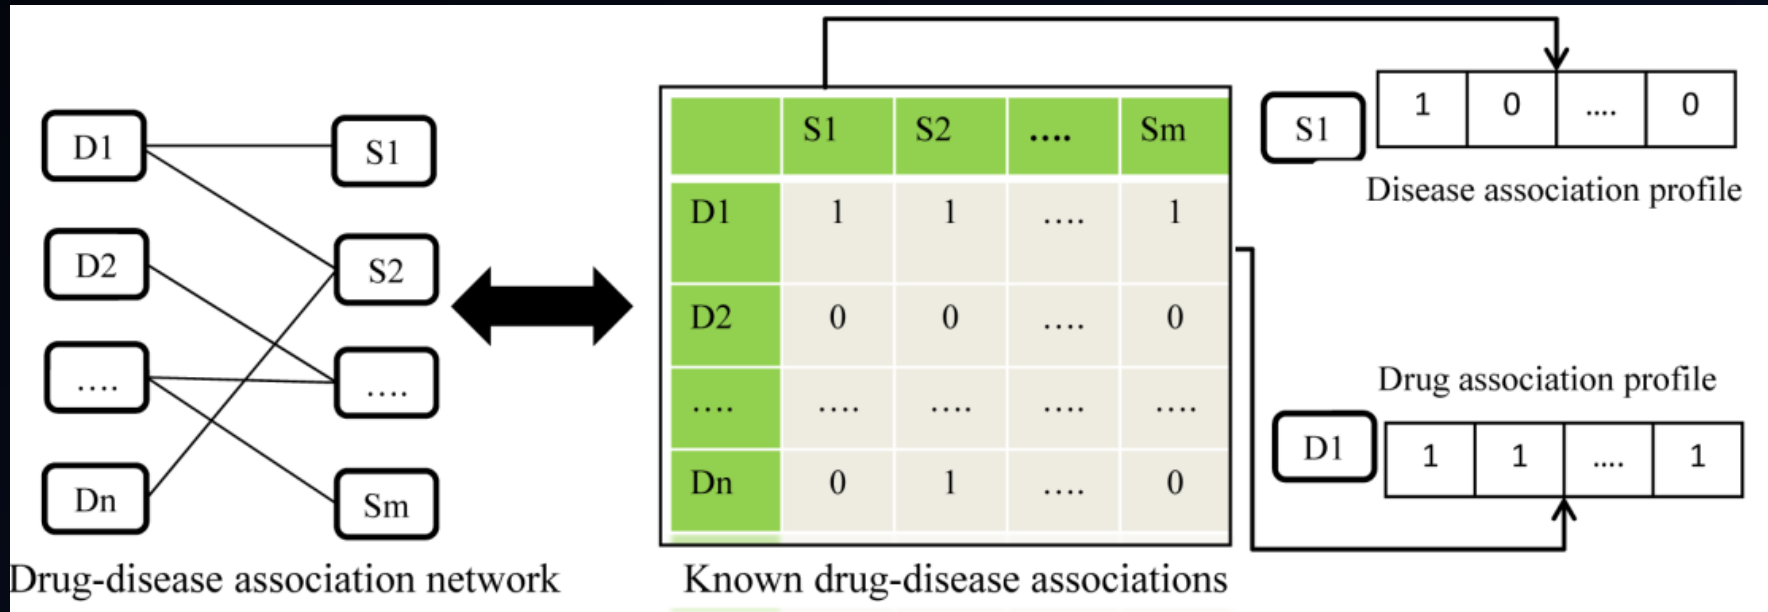 D1
D2
....
Dn
S1
S2
....
Sm
Drug-disease association network
S1 S2 .... Sm
D1 1 1 .... 1
D2 0 0 .... 0
.... .... .... .... ....
Dn 0 1 .... 0
Known drug-disease associations
S1 1 0 .... 0
Disease association profile
Drug association profile
D1 1 1 .... 1